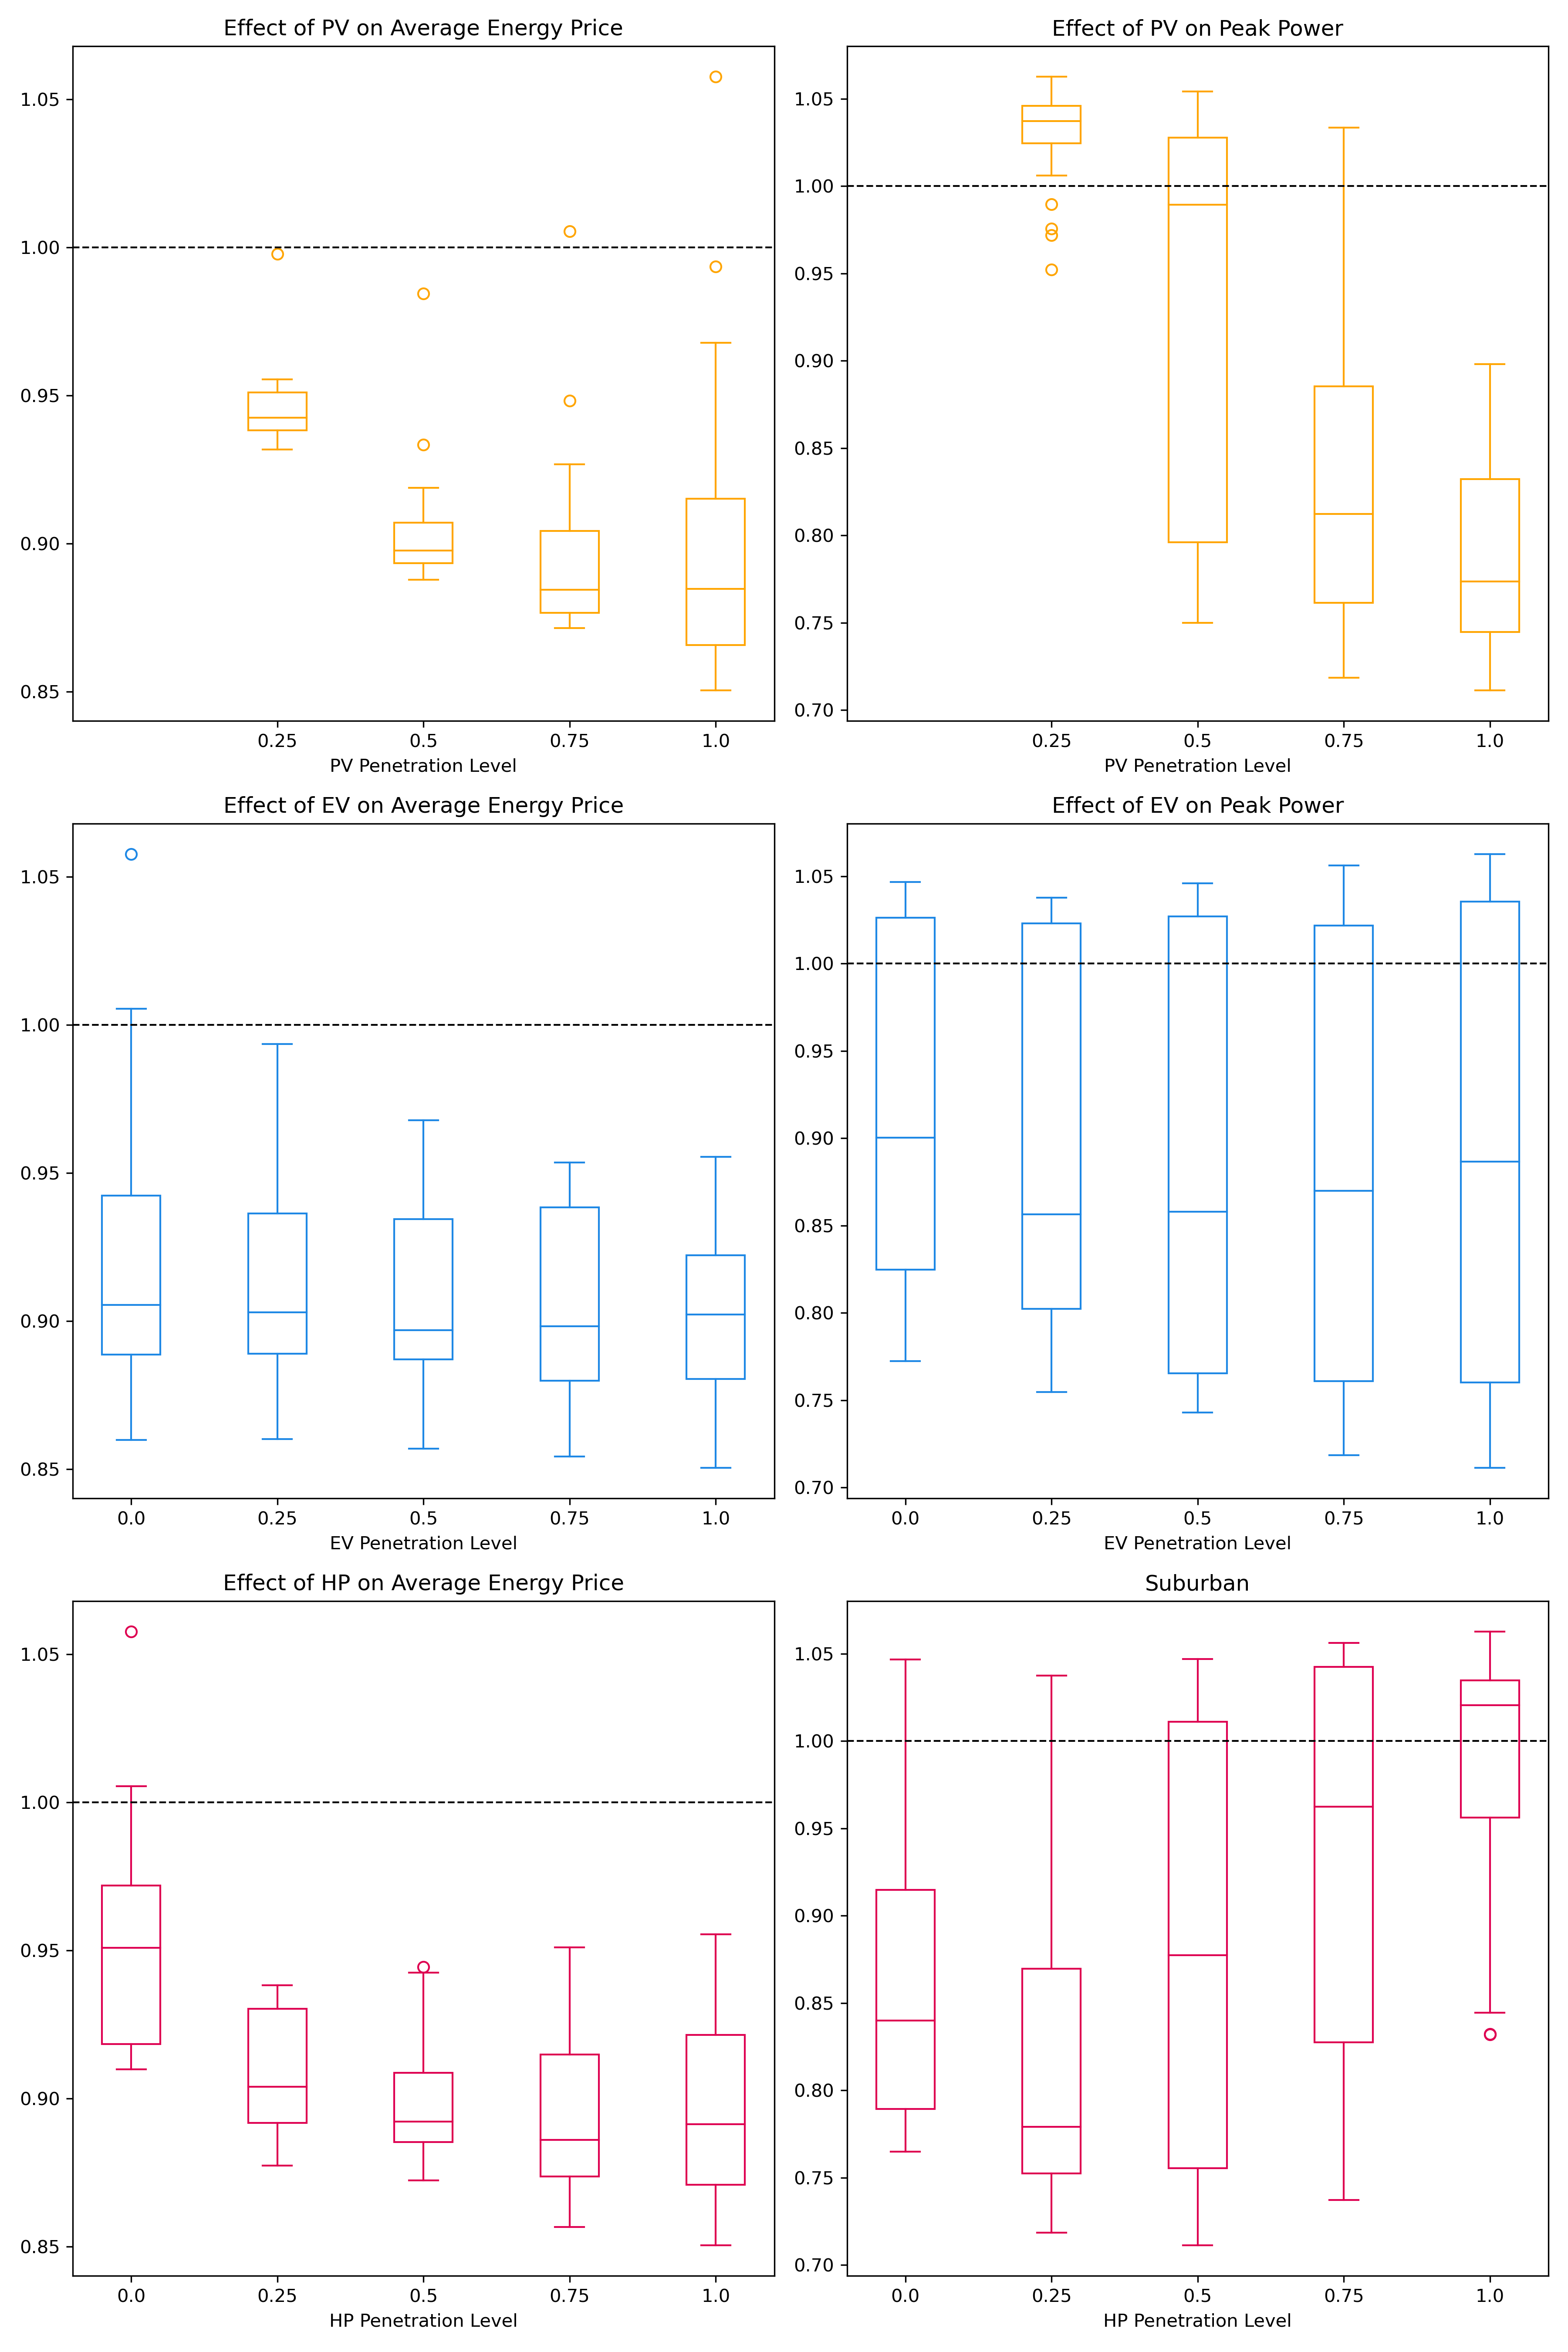 Effect of PV on Average Energy Price
1.05
1.00
0.95
0.90
0.85
0.25 0.5 0.75 1.0
PV Penetration Level
Effect of PV on Peak Power
1.05
1.00
0.95
0.90
0.85
0.80
0.75
0.70
0.25 0.5 0.75 1.0
PV Penetration Level
Effect of EV on Average Energy Price
1.05
1.00
0.95
0.90
0.85
0.0 0.25 0.5 0.75 1.0
EV Penetration Level
Effect of EV on Peak Power
1.05
1.00
0.95
0.90
0.85
0.80
0.75
0.70
0.0 0.25 0.5 0.75 1.0
EV Penetration Level
Effect of HP on Average Energy Price
1.05
1.00
0.95
0.90
0.85
0.0 0.25 0.5 0.75 1.0
HP Penetration Level
Suburban
1.05
1.00
0.95
0.90
0.85
0.80
0.75
0.70
0.0 0.25 0.5 0.75 1.0
HP Penetration Level